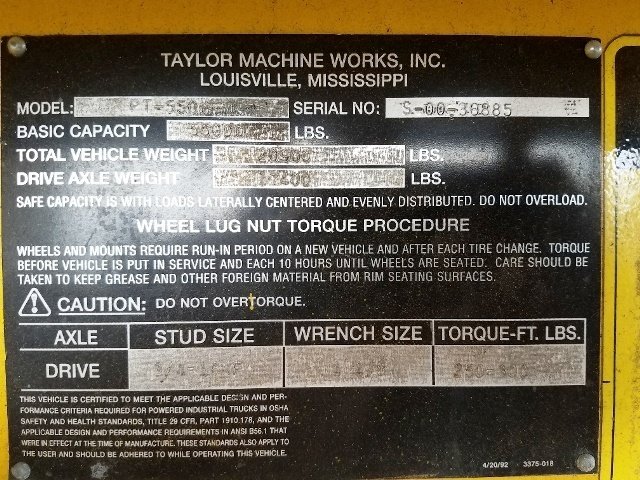 TAYLOR MACHINE WORKS, INC.
LOUISVILLE, MISSISSIPPI
MODEL: SERIAL NO: S-00-30885
BASIC CAPACITY LBS.
TOTAL VEHICLE WEIGHT LBS.
DRIVE AXLE WEIGHT LBS.
SAFE CAPACITY IS WITH LOADS LATERALLY CENTERED AND EVENLY DISTRIBUTED. DO NOT OVERLOAD.
WHEEL LUG NUT TORQUE PROCEDURE
WHEELS AND MOUNTS REQUIRE RUN-IN PERIOD ON A NEW VEHICLE AND AFTER EACH TIRE CHANGE. TORQUE
BEFORE VEHICLE IS PUT IN SERVICE AND EACH 10 HOURS UNTIL WHEELS ARE SEATED. CARE SHOULD BE
TAKEN TO KEEP GREASE AND OTHER FOREIGN MATERIAL FROM RIM SEATING SURFACES.
CAUTION: DO NOT OVERTORQUE.
AXLE STUD SIZE WRENCH SIZE TORQUE-FT. LBS.
DRIVE
THIS VEHICLE IS CERTIFIED TO MEET THE APPLICABLE DESIGN AND PER-
FORMANCE CRITERIA REQUIRED FOR POWERED INDUSTRIAL TRUCKS IN OSHA
SAFETY AND HEALTH STANDARDS, TITLE 29 CFR, PART 1910.178, AND THE
APPLICABLE DESIGN AND PERFORMANCE REQUIREMENTS IN ANSI B56.1 THAT
WERE IN EFFECT AT THE TIME OF MANUFACTURE. THESE STANDARDS ALSO APPLY TO
THE USER AND SHOULD BE ADHERED TO WHILE OPERATING THIS VEHICLE.
4/20/92 3375-018